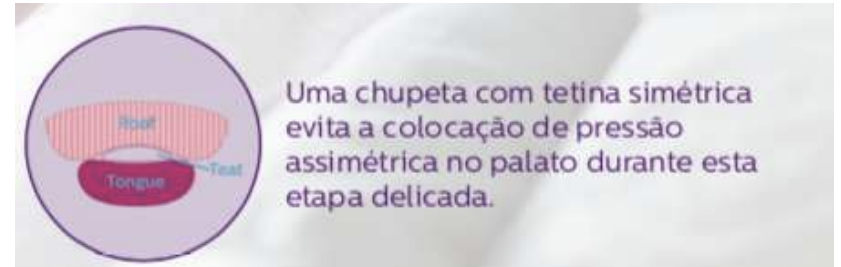 Roof
Teat
Tongue
Uma chupeta com tetina simétrica
evita a colocação de pressão
assimétrica no palato durante esta
etapa delicada.